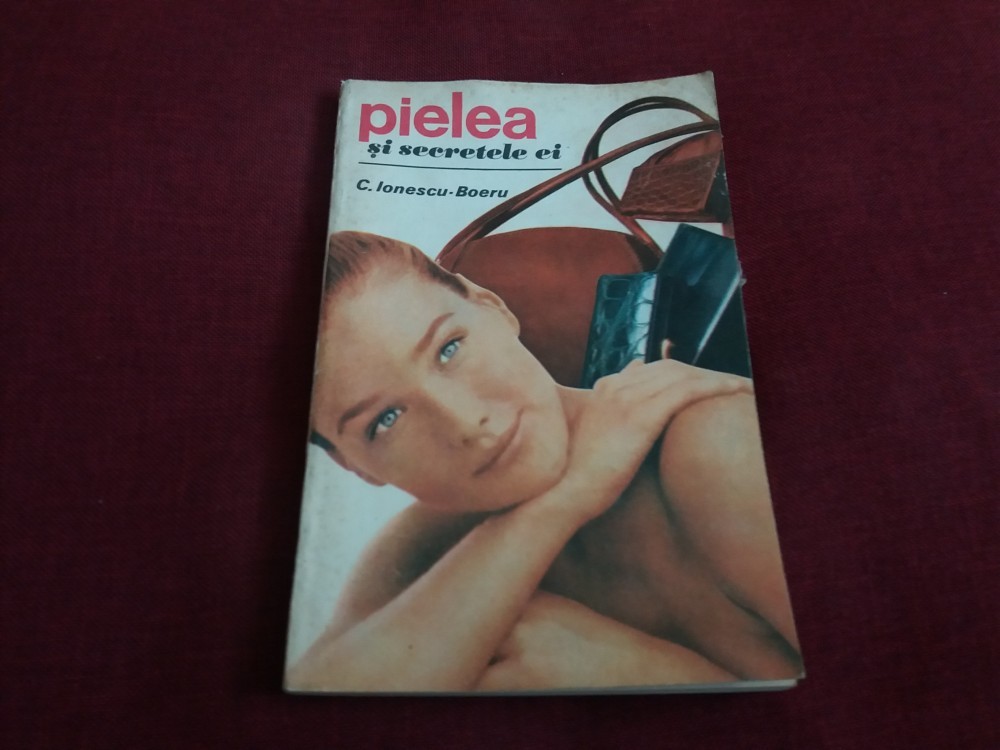 pielea
și secretele ei
C. Ionescu-Boeru